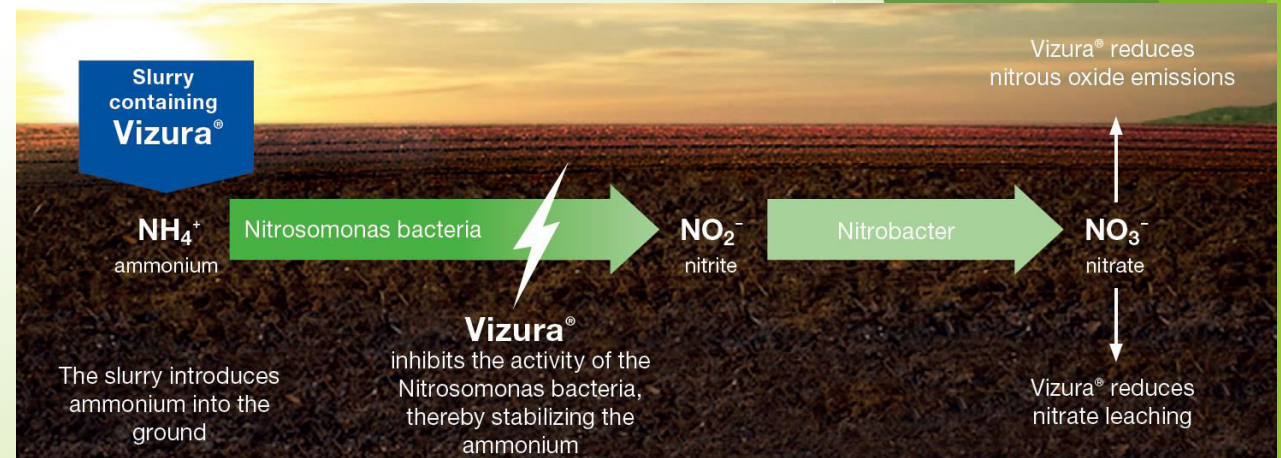 Slurry
containing
Vizura®
Vizura® reduces
nitrous oxide emissions
NH₄⁺
ammonium
Nitrosomonas bacteria
NO₂⁻
nitrite
Nitrobacter
NO₃⁻
nitrate
The slurry introduces
ammonium into the
ground
Vizura®
inhibits the activity of the
Nitrosomonas bacteria,
thereby stabilizing the
ammonium
Vizura® reduces
nitrate leaching